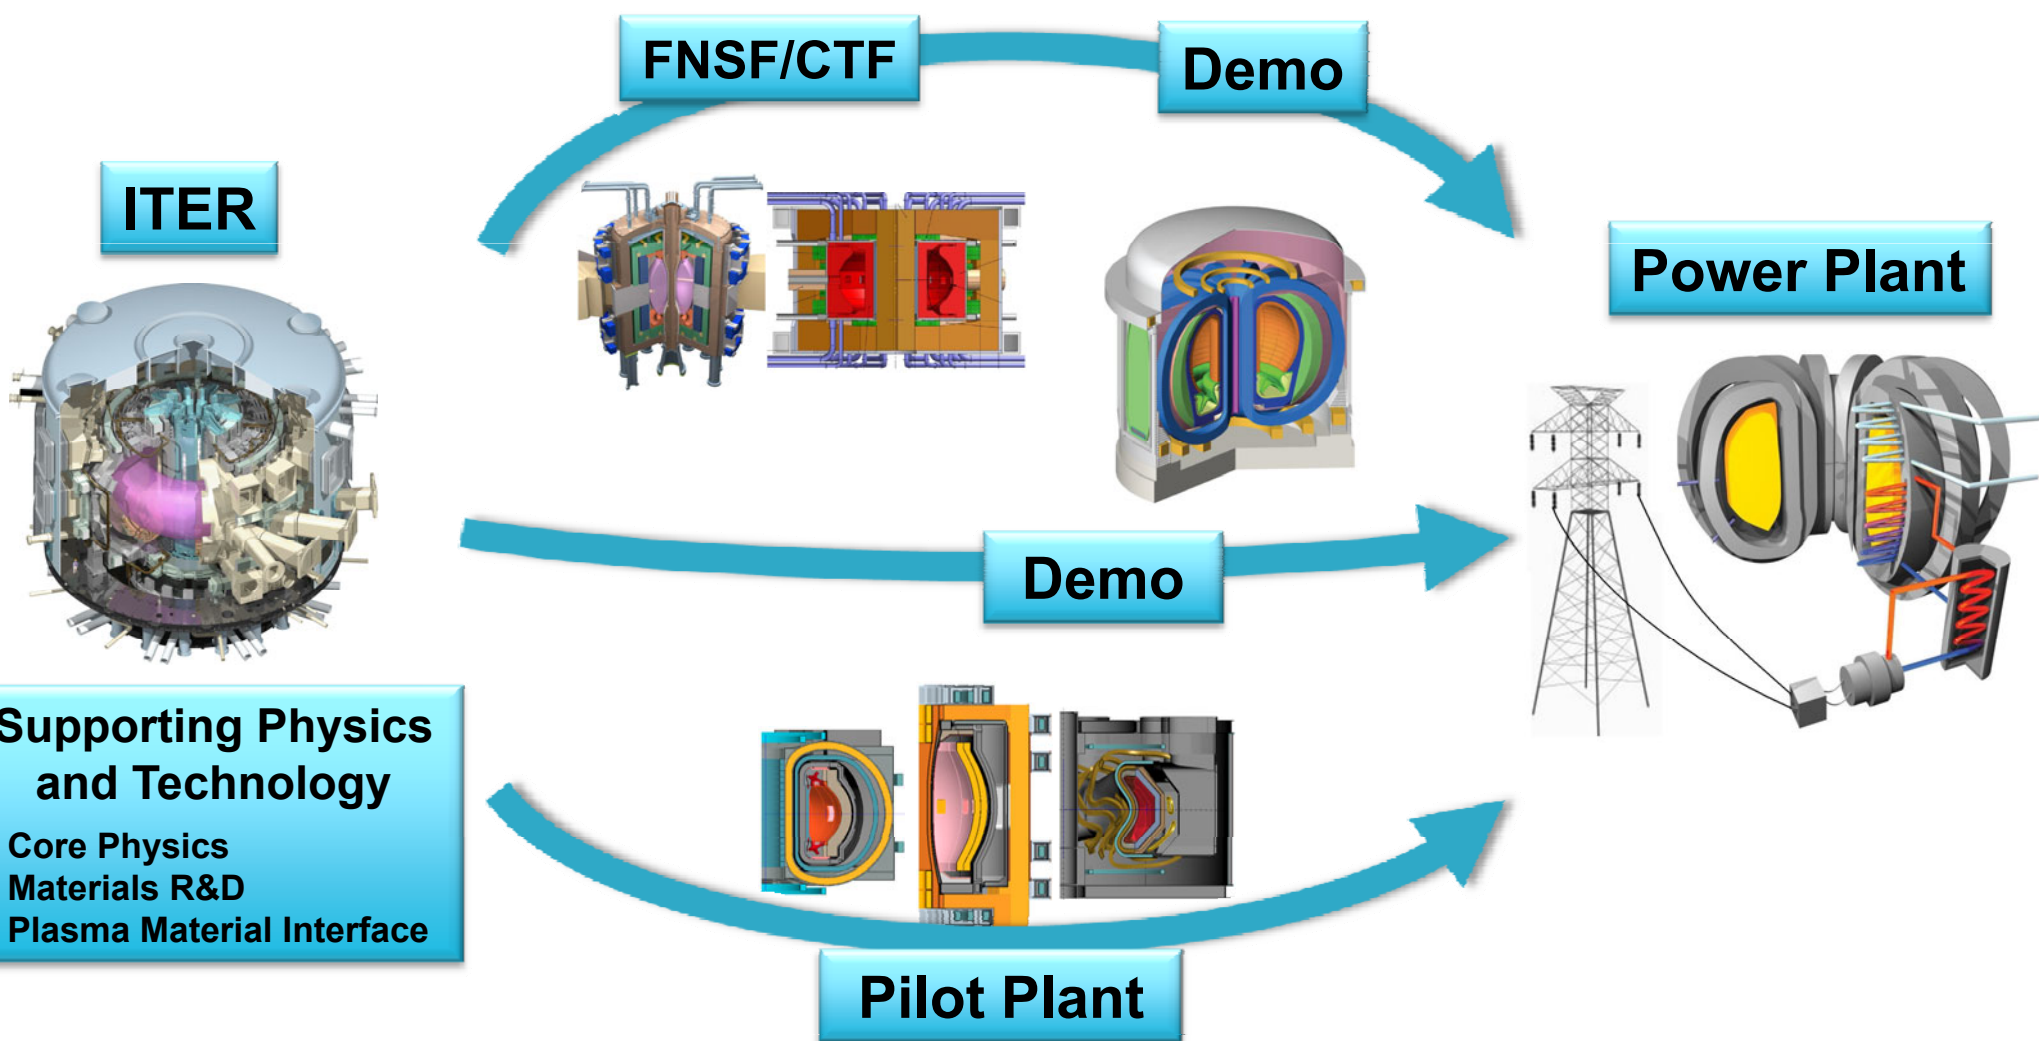 FNSF/CTF
Demo
ITER
Power Plant
Demo
Supporting Physics
and Technology
Core Physics
Materials R&D
Plasma Material Interface
Pilot Plant